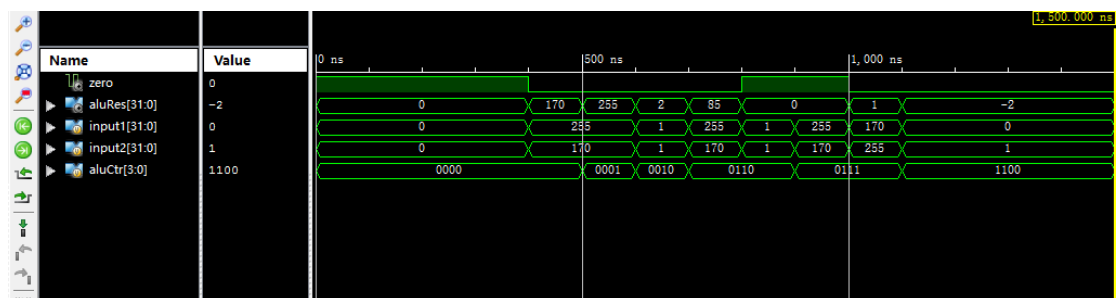 1,500.000 ns
Name Value 0 ns 500 ns 1,000 ns
zero 0
aluRes[31:0] -2 0 170 255 2 85 0 1 -2
input1[31:0] 0 0 255 1 255 1 255 170 0
input2[31:0] 1 0 170 1 170 1 170 255 1
aluCtr[3:0] 1100 0000 0001 0010 0110 0111 1100